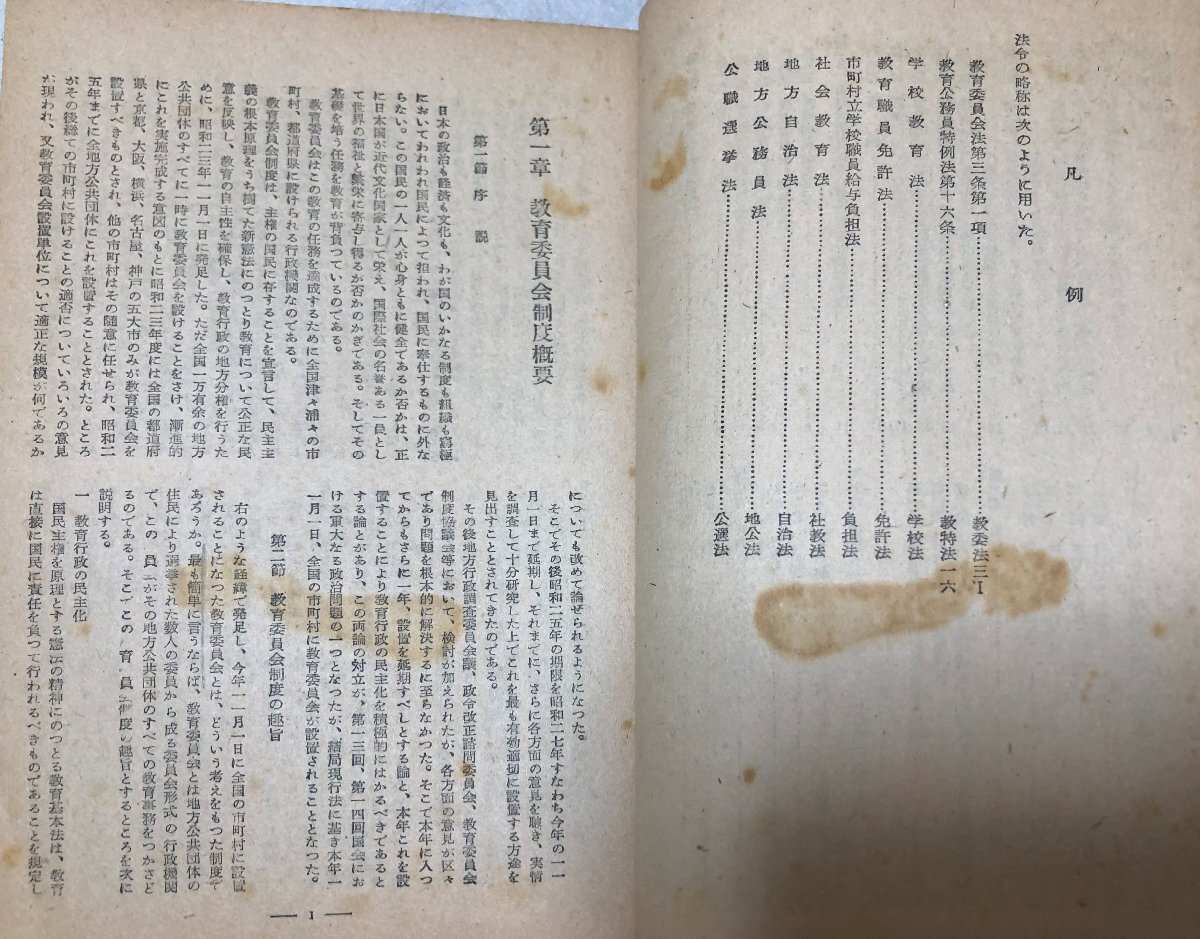 凡例
法令の略称は次のように用いた。
教育委員会法第三条第一項……教委法三Ⅰ
教育公務員特例法第十六条……教特法一六
学校教育法……学校法
教育職員免許法……免許法
市町村立学校職員給与負担法……負担法
社会教育法……社教法
地方自治法……自治法
地方公務員法……地公法
公職選挙法……公選法
第一章　教育委員会制度概要
第一節　序説
日本の政治も経済も文化も、わが国のいかなる制度も組織も窮極
においてわれわれ国民によつて担われ、国民に奉仕するものに外な
らない。この国民の一人一人が心身ともに健全であるか否かは、正
に日本国が近代文化国家として栄え、国際社会の名誉ある一員とし
て世界の福祉と繁栄に寄与し得るか否かのかぎである。そしてその
基礎を培う任務を教育が背負つているのである。
教育委員会はこの教育の任務を達成するために全国津々浦々の市
町村、都道府県に設けられる行政機関なのである。
教育委員会制度は、主権の国民に存することを宣言して、民主主
義の根本原理をうち樹てた新憲法にのつとり教育について公正な民
意を反映し、教育の自主性を確保し、教育行政の地方分権を行うた
めに、昭和二三年一一月一日に発足した。ただ全国一万有余の地方
公共団体のすべてに一時に教育委員会を設けることをさけ、漸進的
にこれを実施完成する意図のもとに昭和二三年度には全国の都道府
県と京都、大阪、横浜、名古屋、神戸の五大市のみが教育委員会を
設置すべきものとされ、他の市町村はその随意に任せられ、昭和二
五年までに全地方公共団体にこれを設置することとされた。ところ
がその後総ての市町村に設けることの適否についていろいろの意見
が現われ、又教育委員会設置単位について適正な規模が何であるか
についても改めて論ぜられるようになつた。
そこでその後昭和二五年の期限を昭和二七年すなわち今年の一一
月一日まで延期し、それまでに、さらに各方面の意見を聴き、実情
を調査して十分研究した上でこれを最も有効適切に設置する方途を
見出すこととされてきたのである。
その後地方行政調査委員会議、政令改正諮問委員会、教育委員会
制度協議会等において、検討が加えられたが、各方面の意見が区々
であり問題を根本的に解決するに至らなかつた。そこで本年に入つ
てからもさらに一年、設置を延期すべしとする論と、本年これを設
置することにより教育行政の民主化を積極的にはかるべきであると
する論とがあり、この両論の対立が、第一三回、第一四回国会にお
ける重大なる政治問題の一つとなつたが、結局現行法に基き本年一
一月一日、全国の市町村に教育委員会が設置されることとなつた。
第二節　教育委員会制度の趣旨
右のような経緯で発足し、今年一一月一日に全国の市町村に設置
されることになつた教育委員会とは、どういう考えをもつた制度で
あろうか。最も簡単に言うならば、教育委員会とは地方公共団体の
住民により選挙された数人の委員から成る委員会形式の行政機関
で、この　員　がその地方公共団体のすべての教育事務をつかさど
るのである。そこでこの　育　員　制度の趣旨とするところを次に
説明する。
一　教育行政の民主化
国民主権を原理とする憲法の精神にのつとる教育基本法は、教育
は直接に国民に責任を負つて行われるべきものであることを規定し
— 1 —